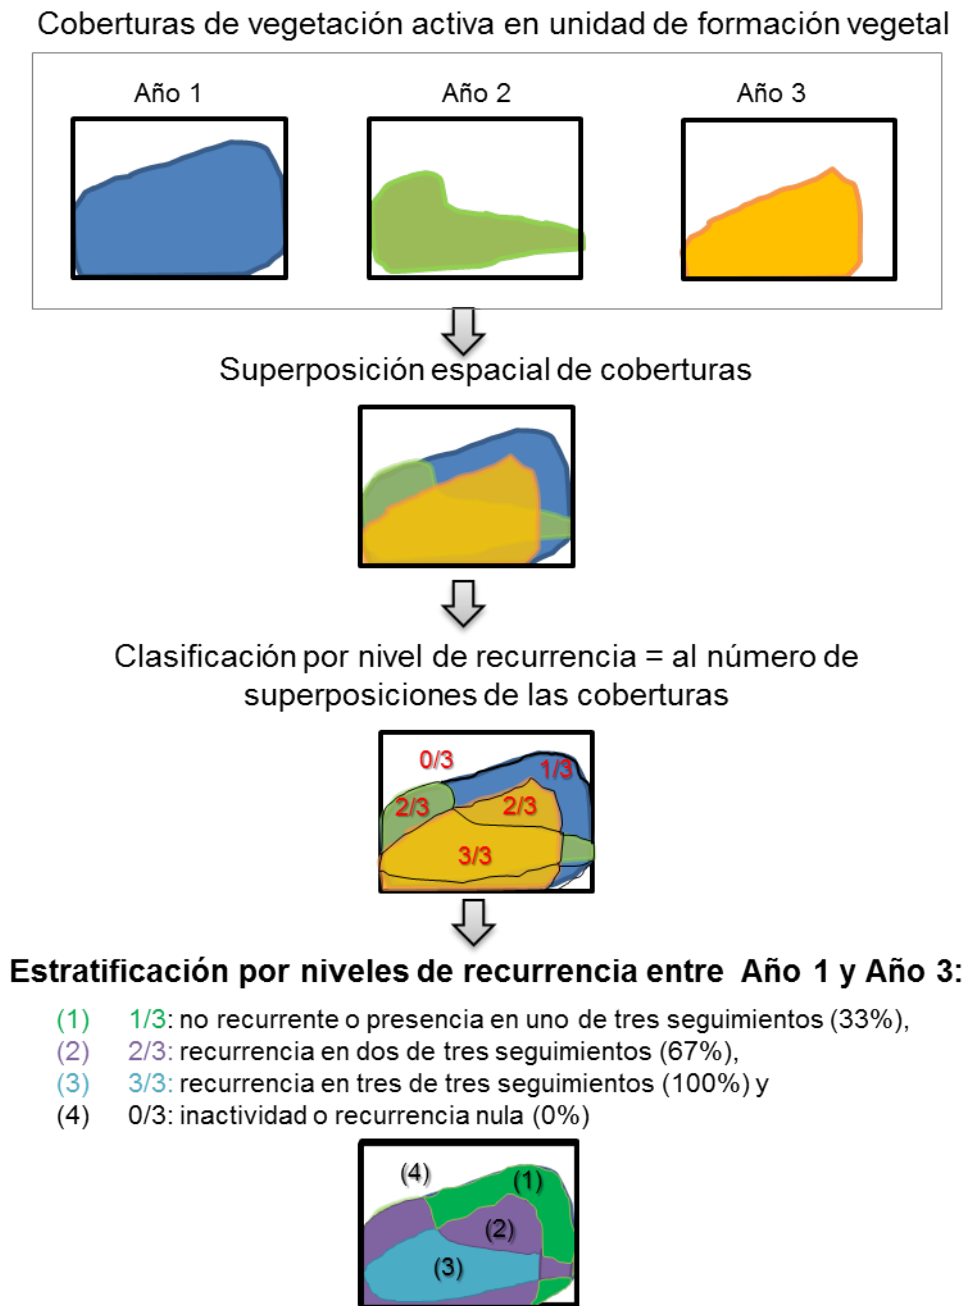 Coberturas de vegetación activa en unidad de formación vegetal
Año 1
Año 2
Año 3
Superposición espacial de coberturas
Clasificación por nivel de recurrencia = al número de
superposiciones de las coberturas
0/3
1/3
2/3
2/3
3/3
Estratificación por niveles de recurrencia entre Año 1 y Año 3:
(1) 1/3: no recurrente o presencia en uno de tres seguimientos (33%),
(2) 2/3: recurrencia en dos de tres seguimientos (67%),
(3) 3/3: recurrencia en tres de tres seguimientos (100%) y
(4) 0/3: inactividad o recurrencia nula (0%)
(4)
(1)
(2)
(3)